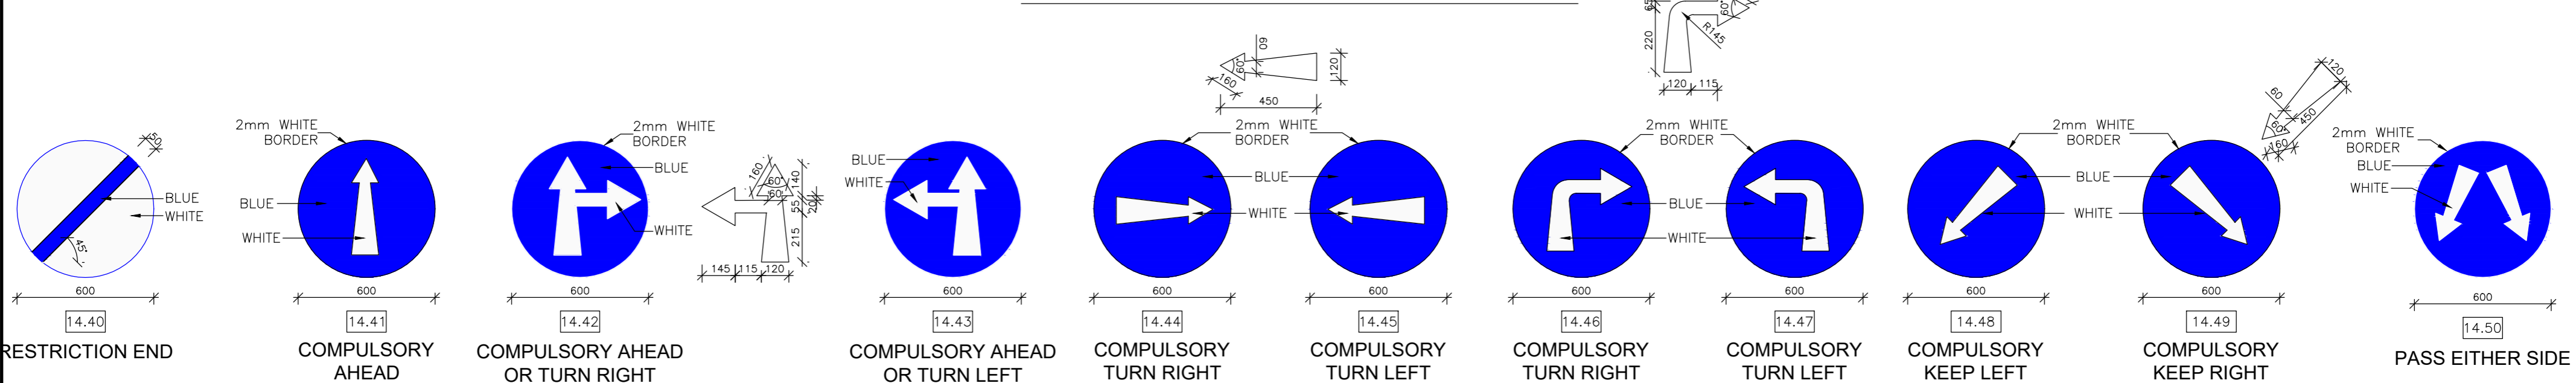 50
BLUE
WHITE
45°
600
14.40
RESTRICTION END
2mm WHITE
BORDER
BLUE
WHITE
600
14.41
COMPULSORY
AHEAD
2mm WHITE
BORDER
BLUE
WHITE
600
14.42
COMPULSORY AHEAD
OR TURN RIGHT
160
60°
60
140
55
20
215
145
115
120
BLUE
WHITE
600
14.43
COMPULSORY AHEAD
OR TURN LEFT
60
60°
160
120
450
2mm WHITE
BORDER
BLUE
WHITE
600
14.44
COMPULSORY
TURN RIGHT
600
14.45
COMPULSORY
TURN LEFT
65
60°
R145
220
120
115
2mm WHITE
BORDER
BLUE
WHITE
600
14.46
COMPULSORY
TURN RIGHT
600
14.47
COMPULSORY
TURN LEFT
2mm WHITE
BORDER
BLUE
WHITE
600
14.48
COMPULSORY
KEEP LEFT
120
60
450
60°
160
600
14.49
COMPULSORY
KEEP RIGHT
2mm WHITE
BORDER
BLUE
WHITE
600
14.50
PASS EITHER SIDE